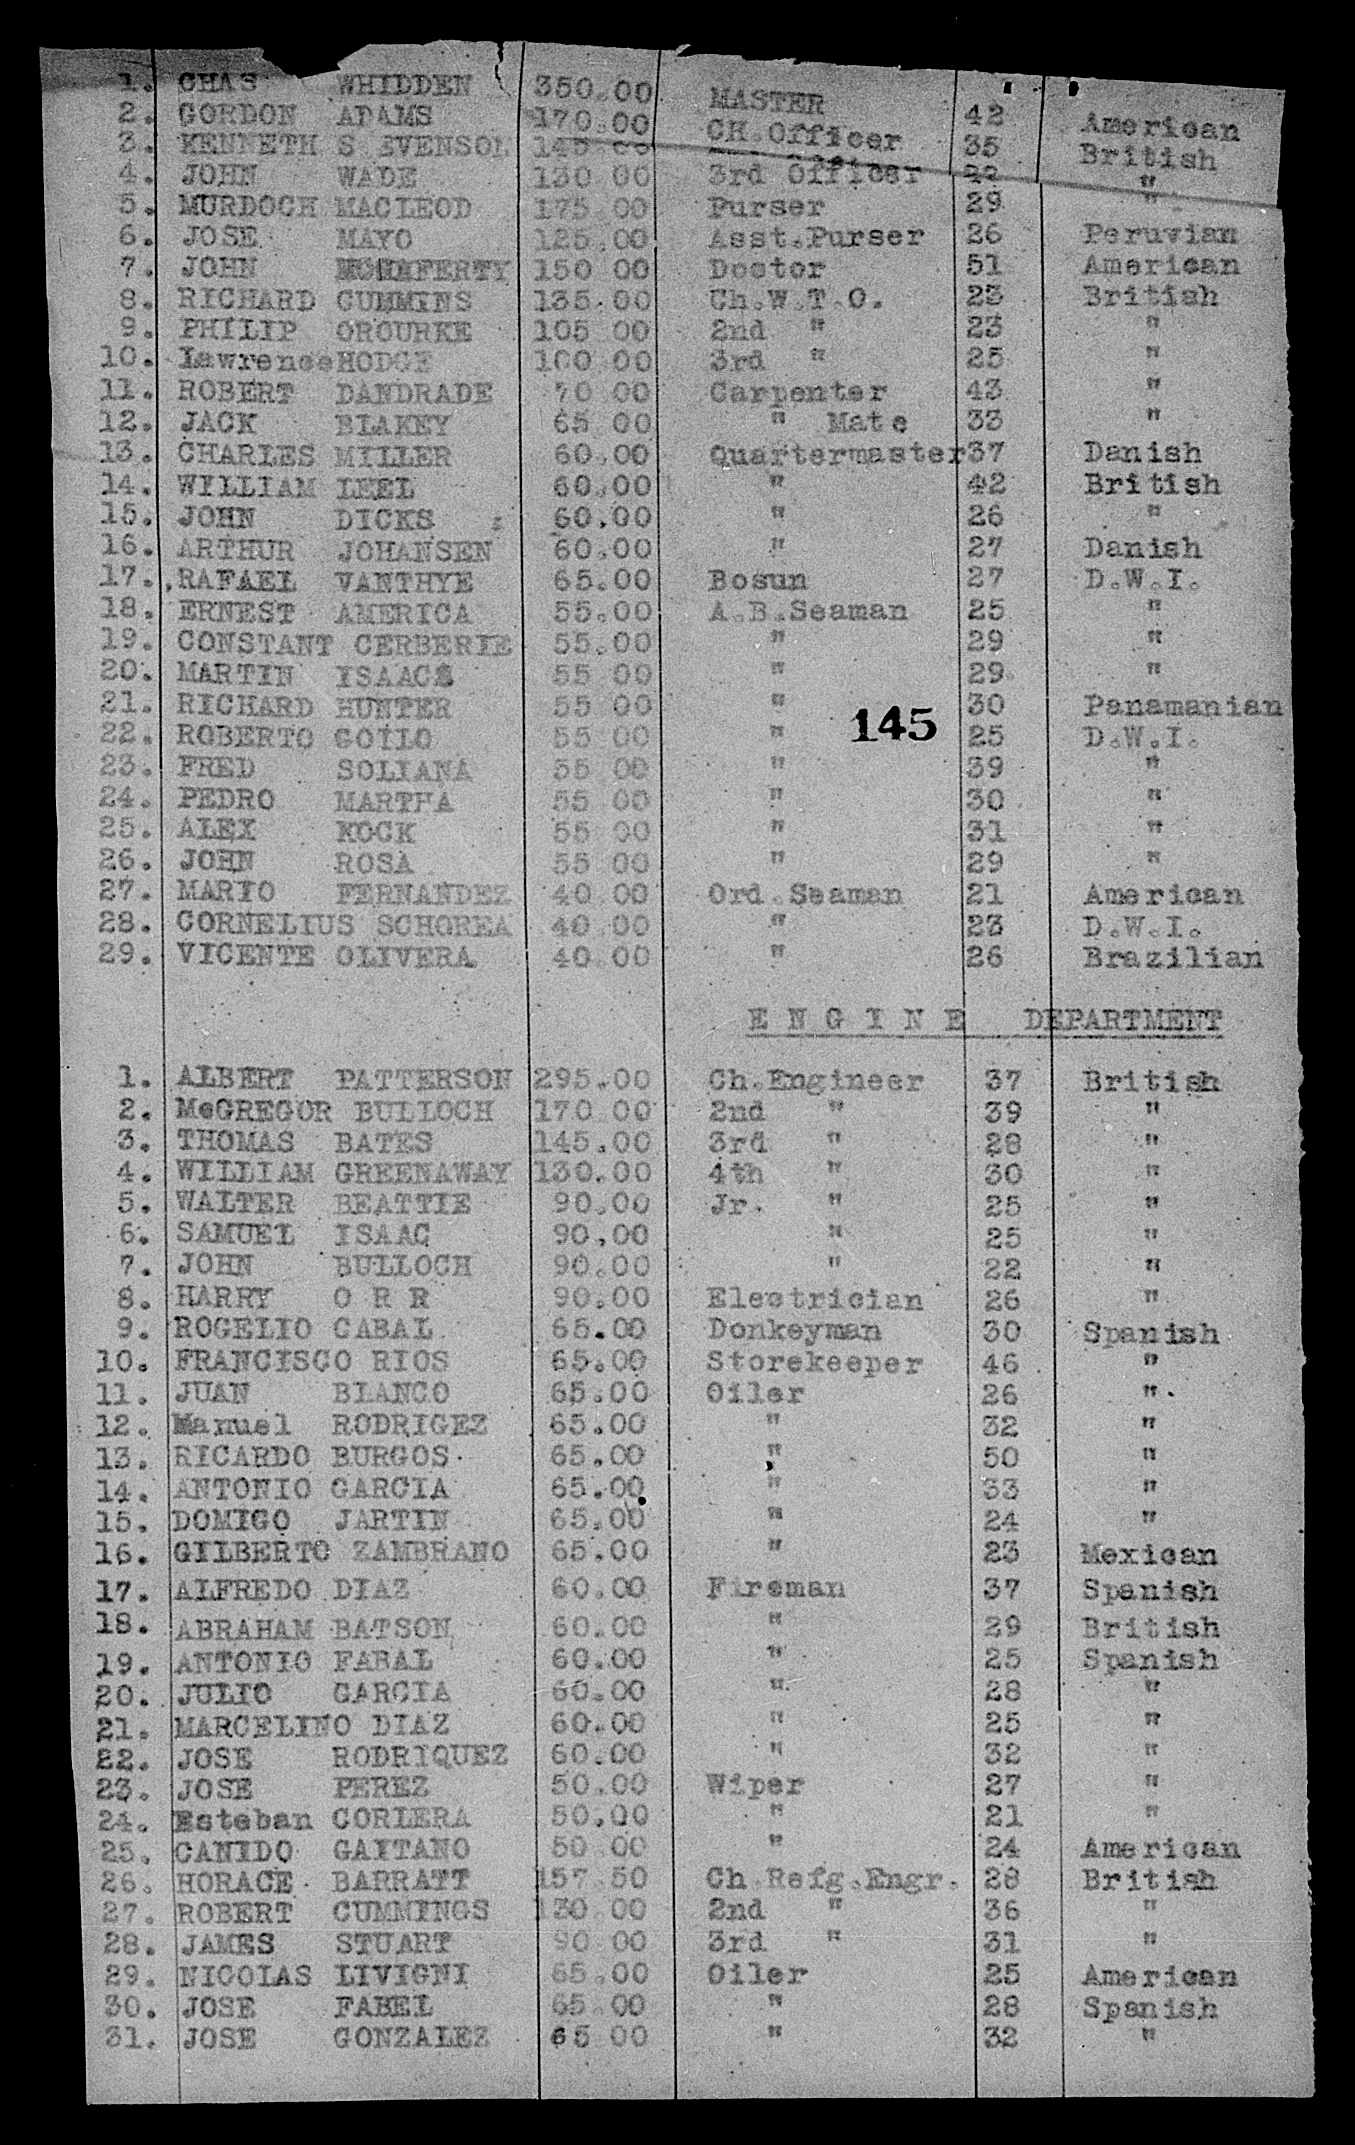 1. CHAS WHIDDEN 350.00 MASTER 42 American
2. GORDON ADAMS 170.00 CH.Officer 35 British
3. KENNETH S SVENSON 145 00
4. JOHN WADE 130 00 3rd Officer 22 "
5. MURDOCH MACLEOD 175.00 Purser 29 "
6. JOSE MAYO 125.00 Asst.Purser 26 Peruvian
7. JOHN 150 00 Doctor 51 American
8. RICHARD CUMMINS 135.00 Ch.W.T.O. 23 British
9. PHILIP OROURKE 105 00 2nd " 23 "
10. Lawrence HODGE 100 00 3rd " 25 "
11. ROBERT DANDRADE 70 00 Carpenter 43 "
12. JACK BLAKEY 65 00 " Mate 33 "
13. CHARLES MILLER 60.00 Quartermaster 37 Danish
14. WILLIAM LEEL 60.00 " 42 British
15. JOHN DICKS 60.00 " 26 "
16. ARTHUR JOHANSEN 60.00 " 27 Danish
17. RAFAEL VANTHYE 65.00 Bosun 27 D.W.I.
18. ERNEST AMERICA 55.00 A.B.Seaman 25 "
19. CONSTANT CERBERIE 55.00 " 29 "
20. MARTIN ISAACS 55 00 " 29 "
21. RICHARD HUNTER 55 00 " 30 Panamanian
145
22. ROBERTO GOILO 55 00 " 25 D.W.I.
23. FRED SOLIANA 55 00 " 39 "
24. PEDRO MARTHA 55 00 " 30 "
25. ALEX KOCK 55 00 " 31 "
26. JOHN ROSA 55 00 " 29 "
27. MARIO FERNANDEZ 40 00 Ord.Seaman 21 American
28. CORNELIUS SCHOREA 40 00 " 23 D.W.I.
29. VICENTE OLIVERA 40.00 " 26 Brazilian
E N G I N E DEPARTMENT
1. ALBERT PATTERSON 295.00 Ch.Engineer 37 British
2. McGREGOR BULLOCH 170 00 2nd " 39 "
3. THOMAS BATES 145.00 3rd " 28 "
4. WILLIAM GREENAWAY 130.00 4th " 30 "
5. WALTER BEATTIE 90.00 Jr. " 25 "
6. SAMUEL ISAAC 90.00 " 25 "
7. JOHN BULLOCH 90.00 " 22 "
8. HARRY O R R 90.00 Electrician 26 "
9. ROGELIO CABAL 65.00 Donkeyman 30 Spanish
10. FRANCISCO RIOS 65.00 Storekeeper 46 "
11. JUAN BLANCO 65.00 Oiler 26 "
12. Manuel RODRIGEZ 65.00 " 32 "
13. RICARDO BURGOS 65.00 " 50 "
14. ANTONIO GARCIA 65.00 " 33 "
15. DOMIGO JARTIN 65.00 " 24 "
16. GILBERTO ZAMBRANO 65.00 " 23 Mexican
17. ALFREDO DIAZ 60.00 Fireman 37 Spanish
18. ABRAHAM BATSON 60.00 " 29 British
19. ANTONIO FABAL 60.00 " 25 Spanish
20. JULIO GARCIA 60.00 " 28 "
21. MARCELINO DIAZ 60.00 " 25 "
22. JOSE RODRIQUEZ 60.00 " 32 "
23. JOSE PEREZ 50.00 Wiper 27 "
24. Esteban CORLERA 50.00 " 21 "
25. CANIDO GAITANO 50 00 " 24 American
26. HORACE BARRATT 157.50 Ch.Refg.Engr. 28 British
27. ROBERT CUMMINGS 130.00 2nd " 36 "
28. JAMES STUART 90 00 3rd " 31 "
29. NICOLAS LIVIGNI 65.00 Oiler 25 American
30. JOSE FABEL 65.00 " 28 Spanish
31. JOSE GONZALEZ 65 00 " 32 "